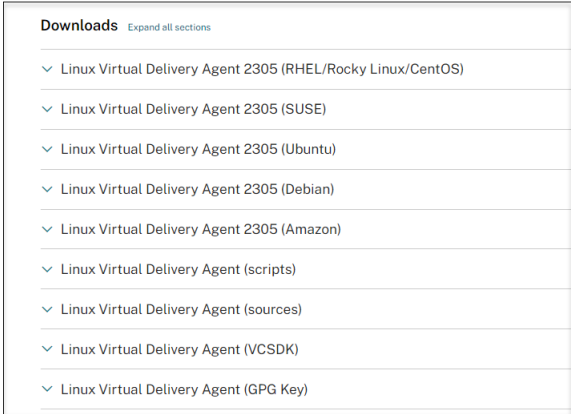 Downloads Expand all sections
Linux Virtual Delivery Agent 2305 (RHEL/Rocky Linux/CentOS)
Linux Virtual Delivery Agent 2305 (SUSE)
Linux Virtual Delivery Agent 2305 (Ubuntu)
Linux Virtual Delivery Agent 2305 (Debian)
Linux Virtual Delivery Agent 2305 (Amazon)
Linux Virtual Delivery Agent (scripts)
Linux Virtual Delivery Agent (sources)
Linux Virtual Delivery Agent (VCSDK)
Linux Virtual Delivery Agent (GPG Key)